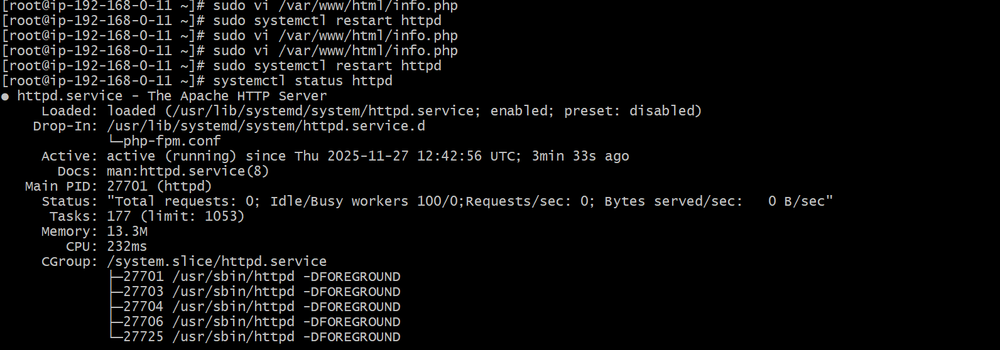 [root@ip-192-168-0-11 ~]# sudo vi /var/www/html/info.php
[root@ip-192-168-0-11 ~]# sudo systemctl restart httpd
[root@ip-192-168-0-11 ~]# sudo vi /var/www/html/info.php
[root@ip-192-168-0-11 ~]# sudo vi /var/www/html/info.php
[root@ip-192-168-0-11 ~]# sudo systemctl restart httpd
[root@ip-192-168-0-11 ~]# systemctl status httpd
● httpd.service - The Apache HTTP Server
     Loaded: loaded (/usr/lib/systemd/system/httpd.service; enabled; preset: disabled)
    Drop-In: /usr/lib/systemd/system/httpd.service.d
             └─php-fpm.conf
     Active: active (running) since Thu 2025-11-27 12:42:56 UTC; 3min 33s ago
       Docs: man:httpd.service(8)
   Main PID: 27701 (httpd)
     Status: "Total requests: 0; Idle/Busy workers 100/0;Requests/sec: 0; Bytes served/sec:   0 B/sec"
      Tasks: 177 (limit: 1053)
     Memory: 13.3M
        CPU: 232ms
     CGroup: /system.slice/httpd.service
             ├─27701 /usr/sbin/httpd -DFOREGROUND
             ├─27703 /usr/sbin/httpd -DFOREGROUND
             ├─27704 /usr/sbin/httpd -DFOREGROUND
             ├─27706 /usr/sbin/httpd -DFOREGROUND
             └─27725 /usr/sbin/httpd -DFOREGROUND